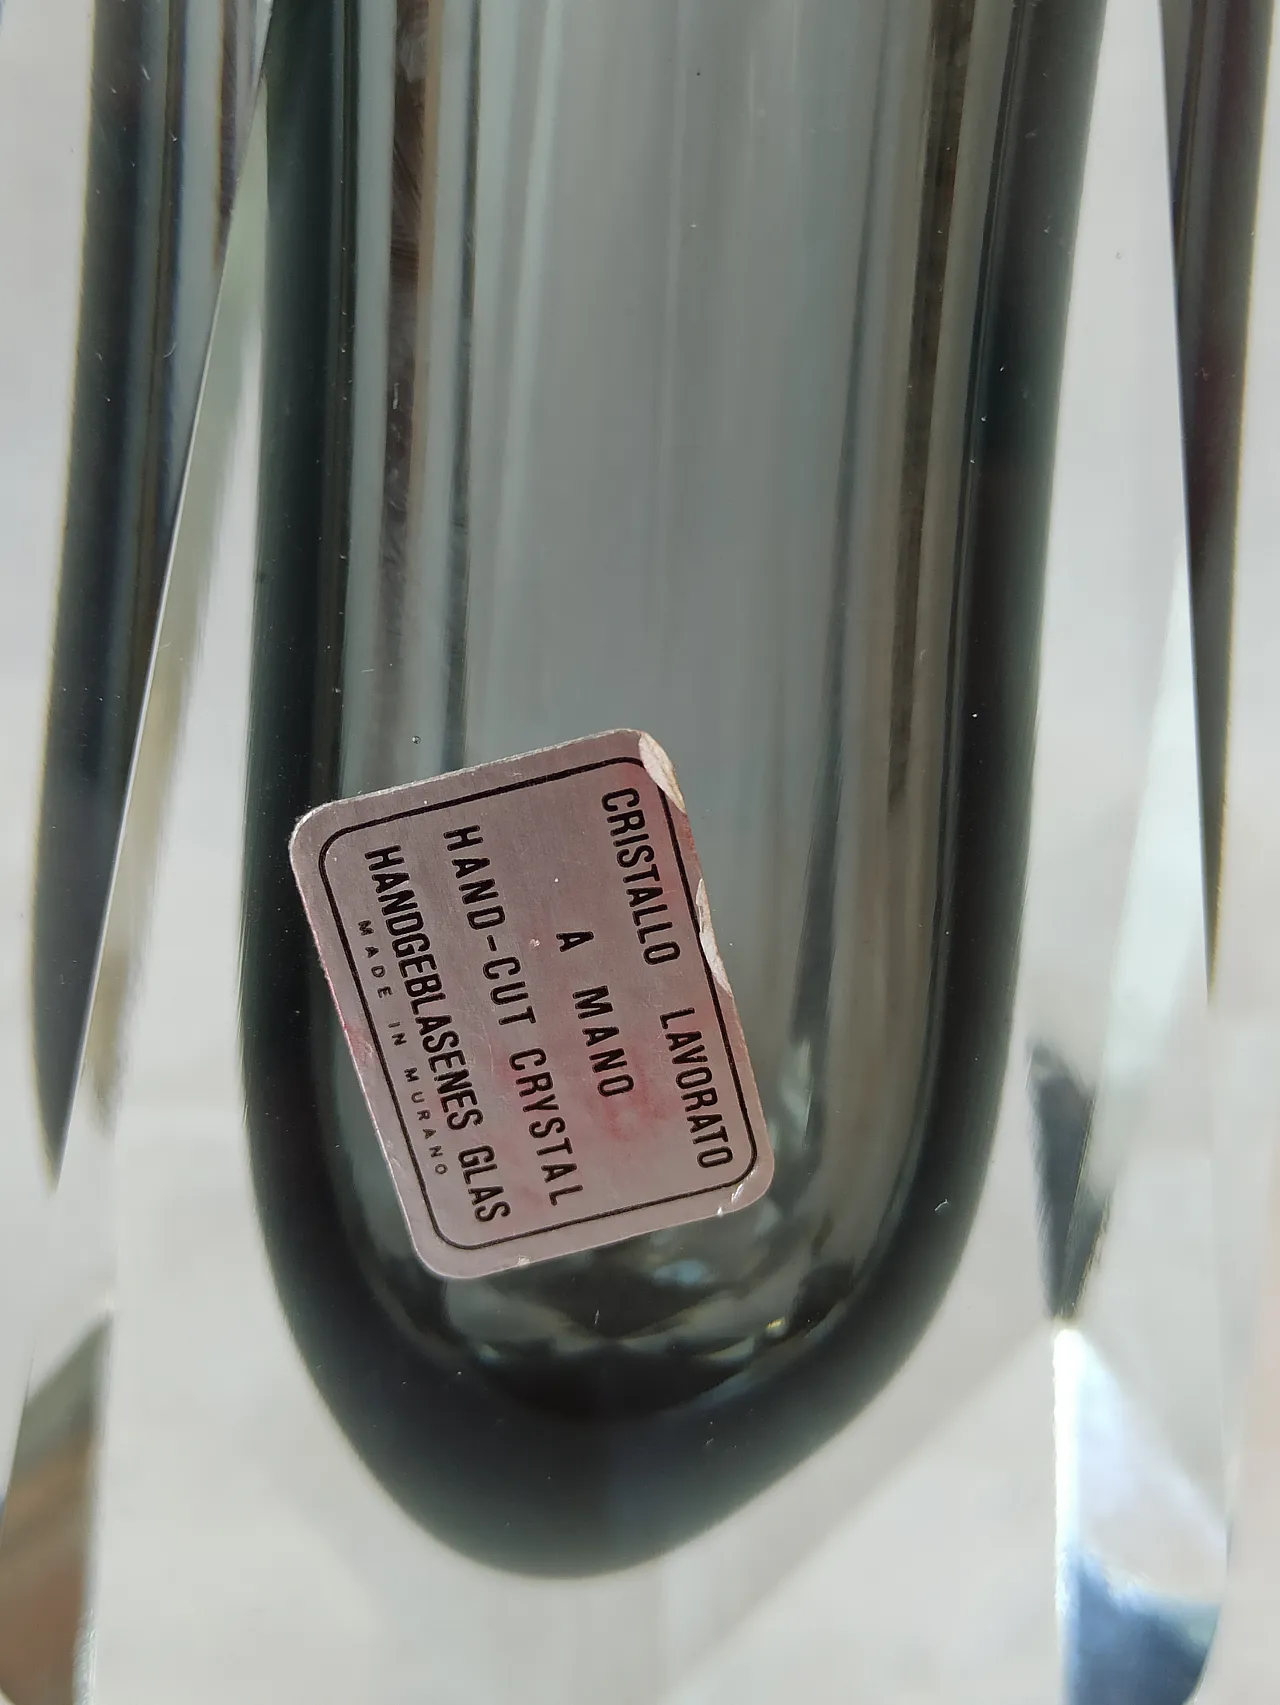 CRISTALLO LAVORATO
A MANO
HAND-CUT CRYSTAL
HANDGEBLASENES GLAS
MADE IN MURANO